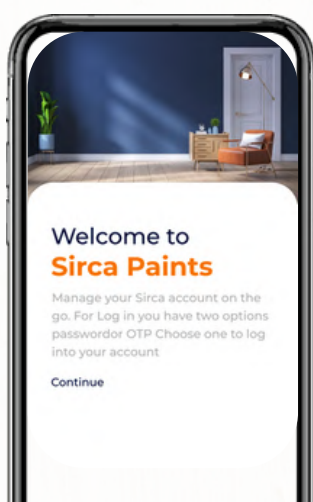 Welcome to
Sirca Paints
Manage your Sirca account on the
go. For Log in you have two options
passwordor OTP Choose one to log
into your account
Continue